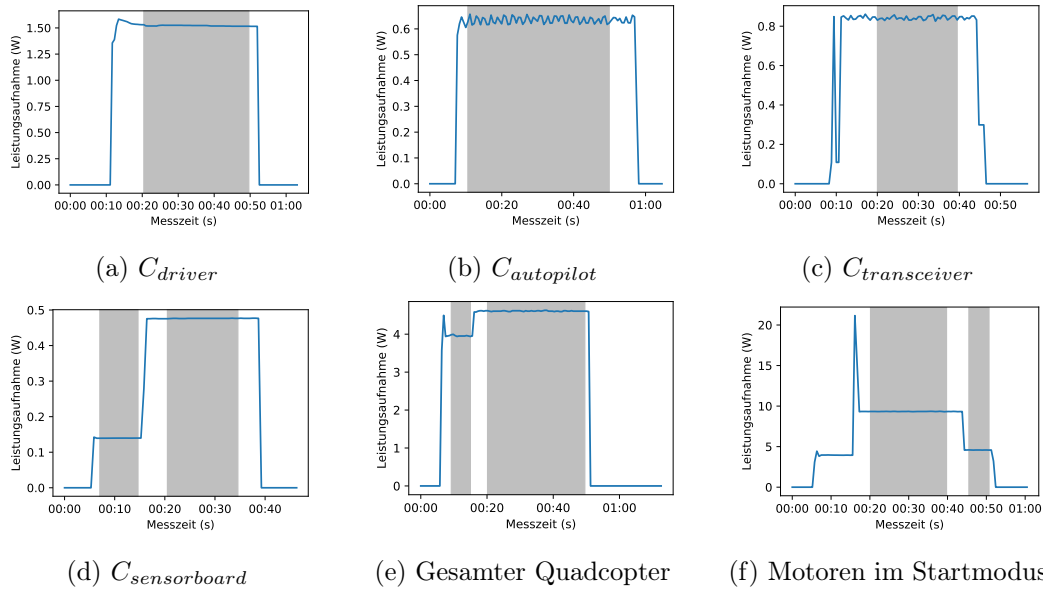 Leistungsaufnahme (W)
1.50
1.25
1.00
0.75
0.50
0.25
0.00
00:00 00:10 00:20 00:30 00:40 00:50 01:00
Messzeit (s)
(a) C_driver
Leistungsaufnahme (W)
0.6
0.5
0.4
0.3
0.2
0.1
0.0
00:00 00:20 00:40 01:00
Messzeit (s)
(b) C_autopilot
Leistungsaufnahme (W)
0.8
0.6
0.4
0.2
0.0
00:00 00:10 00:20 00:30 00:40 00:50
Messzeit (s)
(c) C_transceiver
Leistungsaufnahme (W)
0.5
0.4
0.3
0.2
0.1
0.0
00:00 00:10 00:20 00:30 00:40
Messzeit (s)
(d) C_sensorboard
Leistungsaufnahme (W)
4
3
2
1
0
00:00 00:20 00:40 01:00
Messzeit (s)
(e) Gesamter Quadcopter
Leistungsaufnahme (W)
20
15
10
5
0
00:00 00:10 00:20 00:30 00:40 00:50 01:00
Messzeit (s)
(f) Motoren im Startmodus